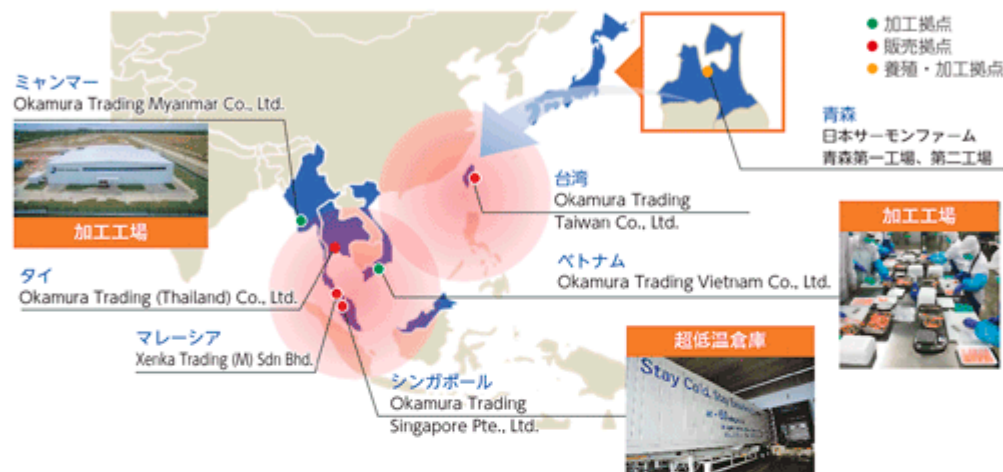 加工拠点
販売拠点
養殖・加工拠点
ミャンマー
Okamura Trading Myanmar Co., Ltd.
加工工場
青森
日本サーモンファーム
青森第一工場、第二工場
台湾
Okamura Trading
Taiwan Co., Ltd.
加工工場
ベトナム
Okamura Trading Vietnam Co., Ltd.
タイ
Okamura Trading (Thailand) Co., Ltd.
マレーシア
Xenka Trading (M) Sdn Bhd.
シンガポール
Okamura Trading
Singapore Pte., Ltd.
超低温倉庫
Stay Cold, Stay